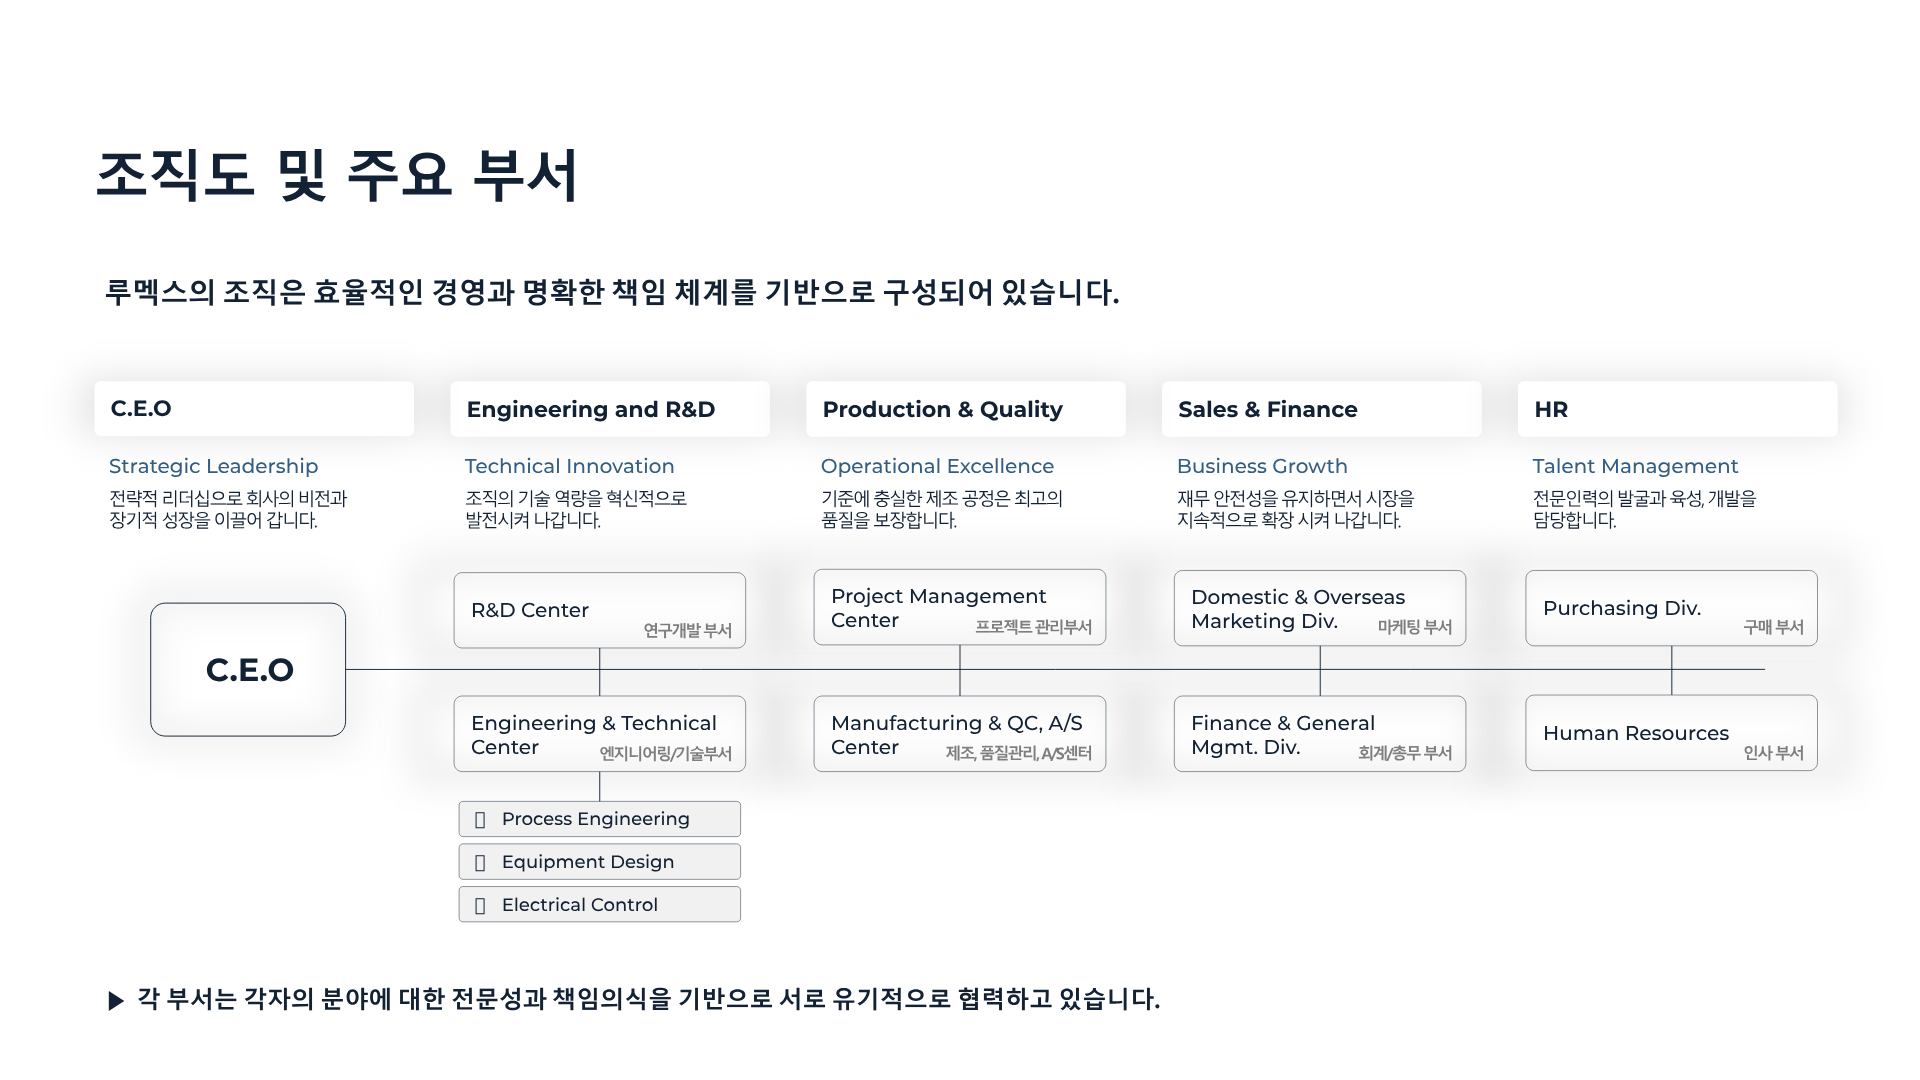 조직도 및 주요 부서
루멕스의 조직은 효율적인 경영과 명확한 책임 체계를 기반으로 구성되어 있습니다.
C.E.O
Strategic Leadership
전략적 리더십으로 회사의 비전과
장기적 성장을 이끌어 갑니다.
Engineering and R&D
Technical Innovation
조직의 기술 역량을 혁신적으로
발전시켜 나갑니다.
Production & Quality
Operational Excellence
기준에 충실한 제조 공정은 최고의
품질을 보장합니다.
Sales & Finance
Business Growth
재무 안전성을 유지하면서 시장을
지속적으로 확장 시켜 나갑니다.
HR
Talent Management
전문인력의 발굴과 육성, 개발을
담당합니다.
C.E.O
R&D Center
연구개발 부서
Engineering & Technical
Center
엔지니어링/기술부서
Process Engineering
Equipment Design
Electrical Control
Project Management
Center
프로젝트 관리부서
Manufacturing & QC, A/S
Center
제조, 품질관리, A/S센터
Domestic & Overseas
Marketing Div.
마케팅 부서
Finance & General
Mgmt. Div.
회계/총무 부서
Purchasing Div.
구매 부서
Human Resources
인사 부서
▶ 각 부서는 각자의 분야에 대한 전문성과 책임의식을 기반으로 서로 유기적으로 협력하고 있습니다.